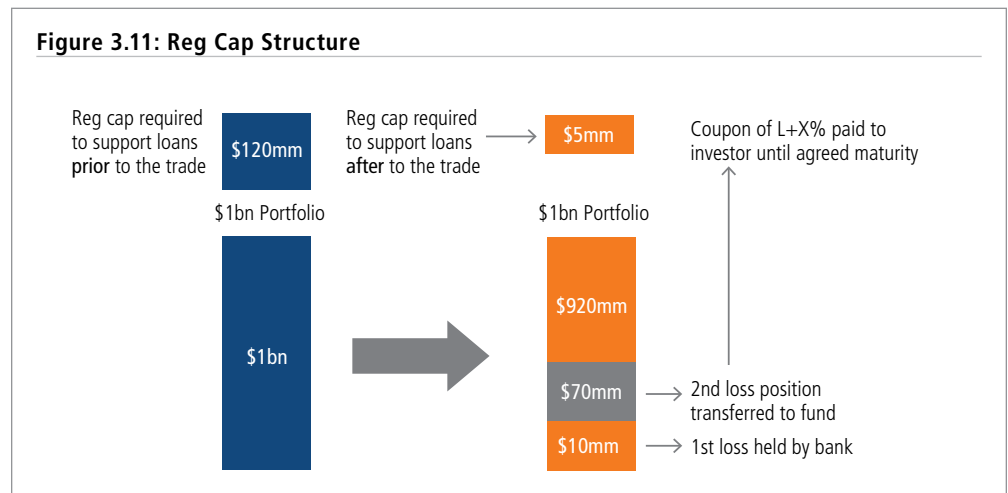 Figure 3.11: Reg Cap Structure
Reg cap required
to support loans
prior to the trade
$120mm
Reg cap required
to support loans
after to the trade
$5mm
Coupon of L+X% paid to
investor until agreed maturity
$1bn Portfolio
$1bn Portfolio
$1bn
$920mm
$70mm
2nd loss position
transferred to fund
$10mm
1st loss held by bank